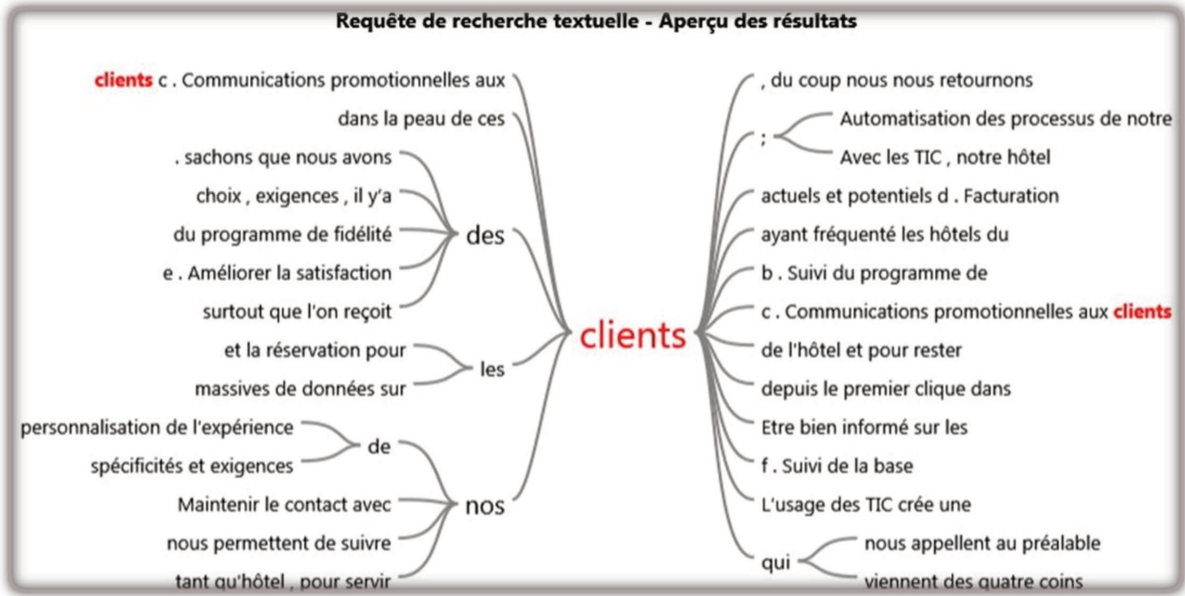 Requête de recherche textuelle - Aperçu des résultats
clients c . Communications promotionnelles aux
dans la peau de ces
. sachons que nous avons
choix , exigences , il y'a
du programme de fidélité
e . Améliorer la satisfaction
surtout que l'on reçoit
des
et la réservation pour
massives de données sur
les
personnalisation de l'expérience
spécificités et exigences
de
Maintenir le contact avec
nous permettent de suivre
tant qu'hôtel , pour servir
nos
clients
, du coup nous nous retournons
;
Automatisation des processus de notre
Avec les TIC , notre hôtel
actuels et potentiels d . Facturation
ayant fréquenté les hôtels du
b . Suivi du programme de
c . Communications promotionnelles aux clients
de l'hôtel et pour rester
depuis le premier clique dans
Etre bien informé sur les
f . Suivi de la base
L'usage des TIC crée une
qui
nous appellent au préalable
viennent des quatre coins